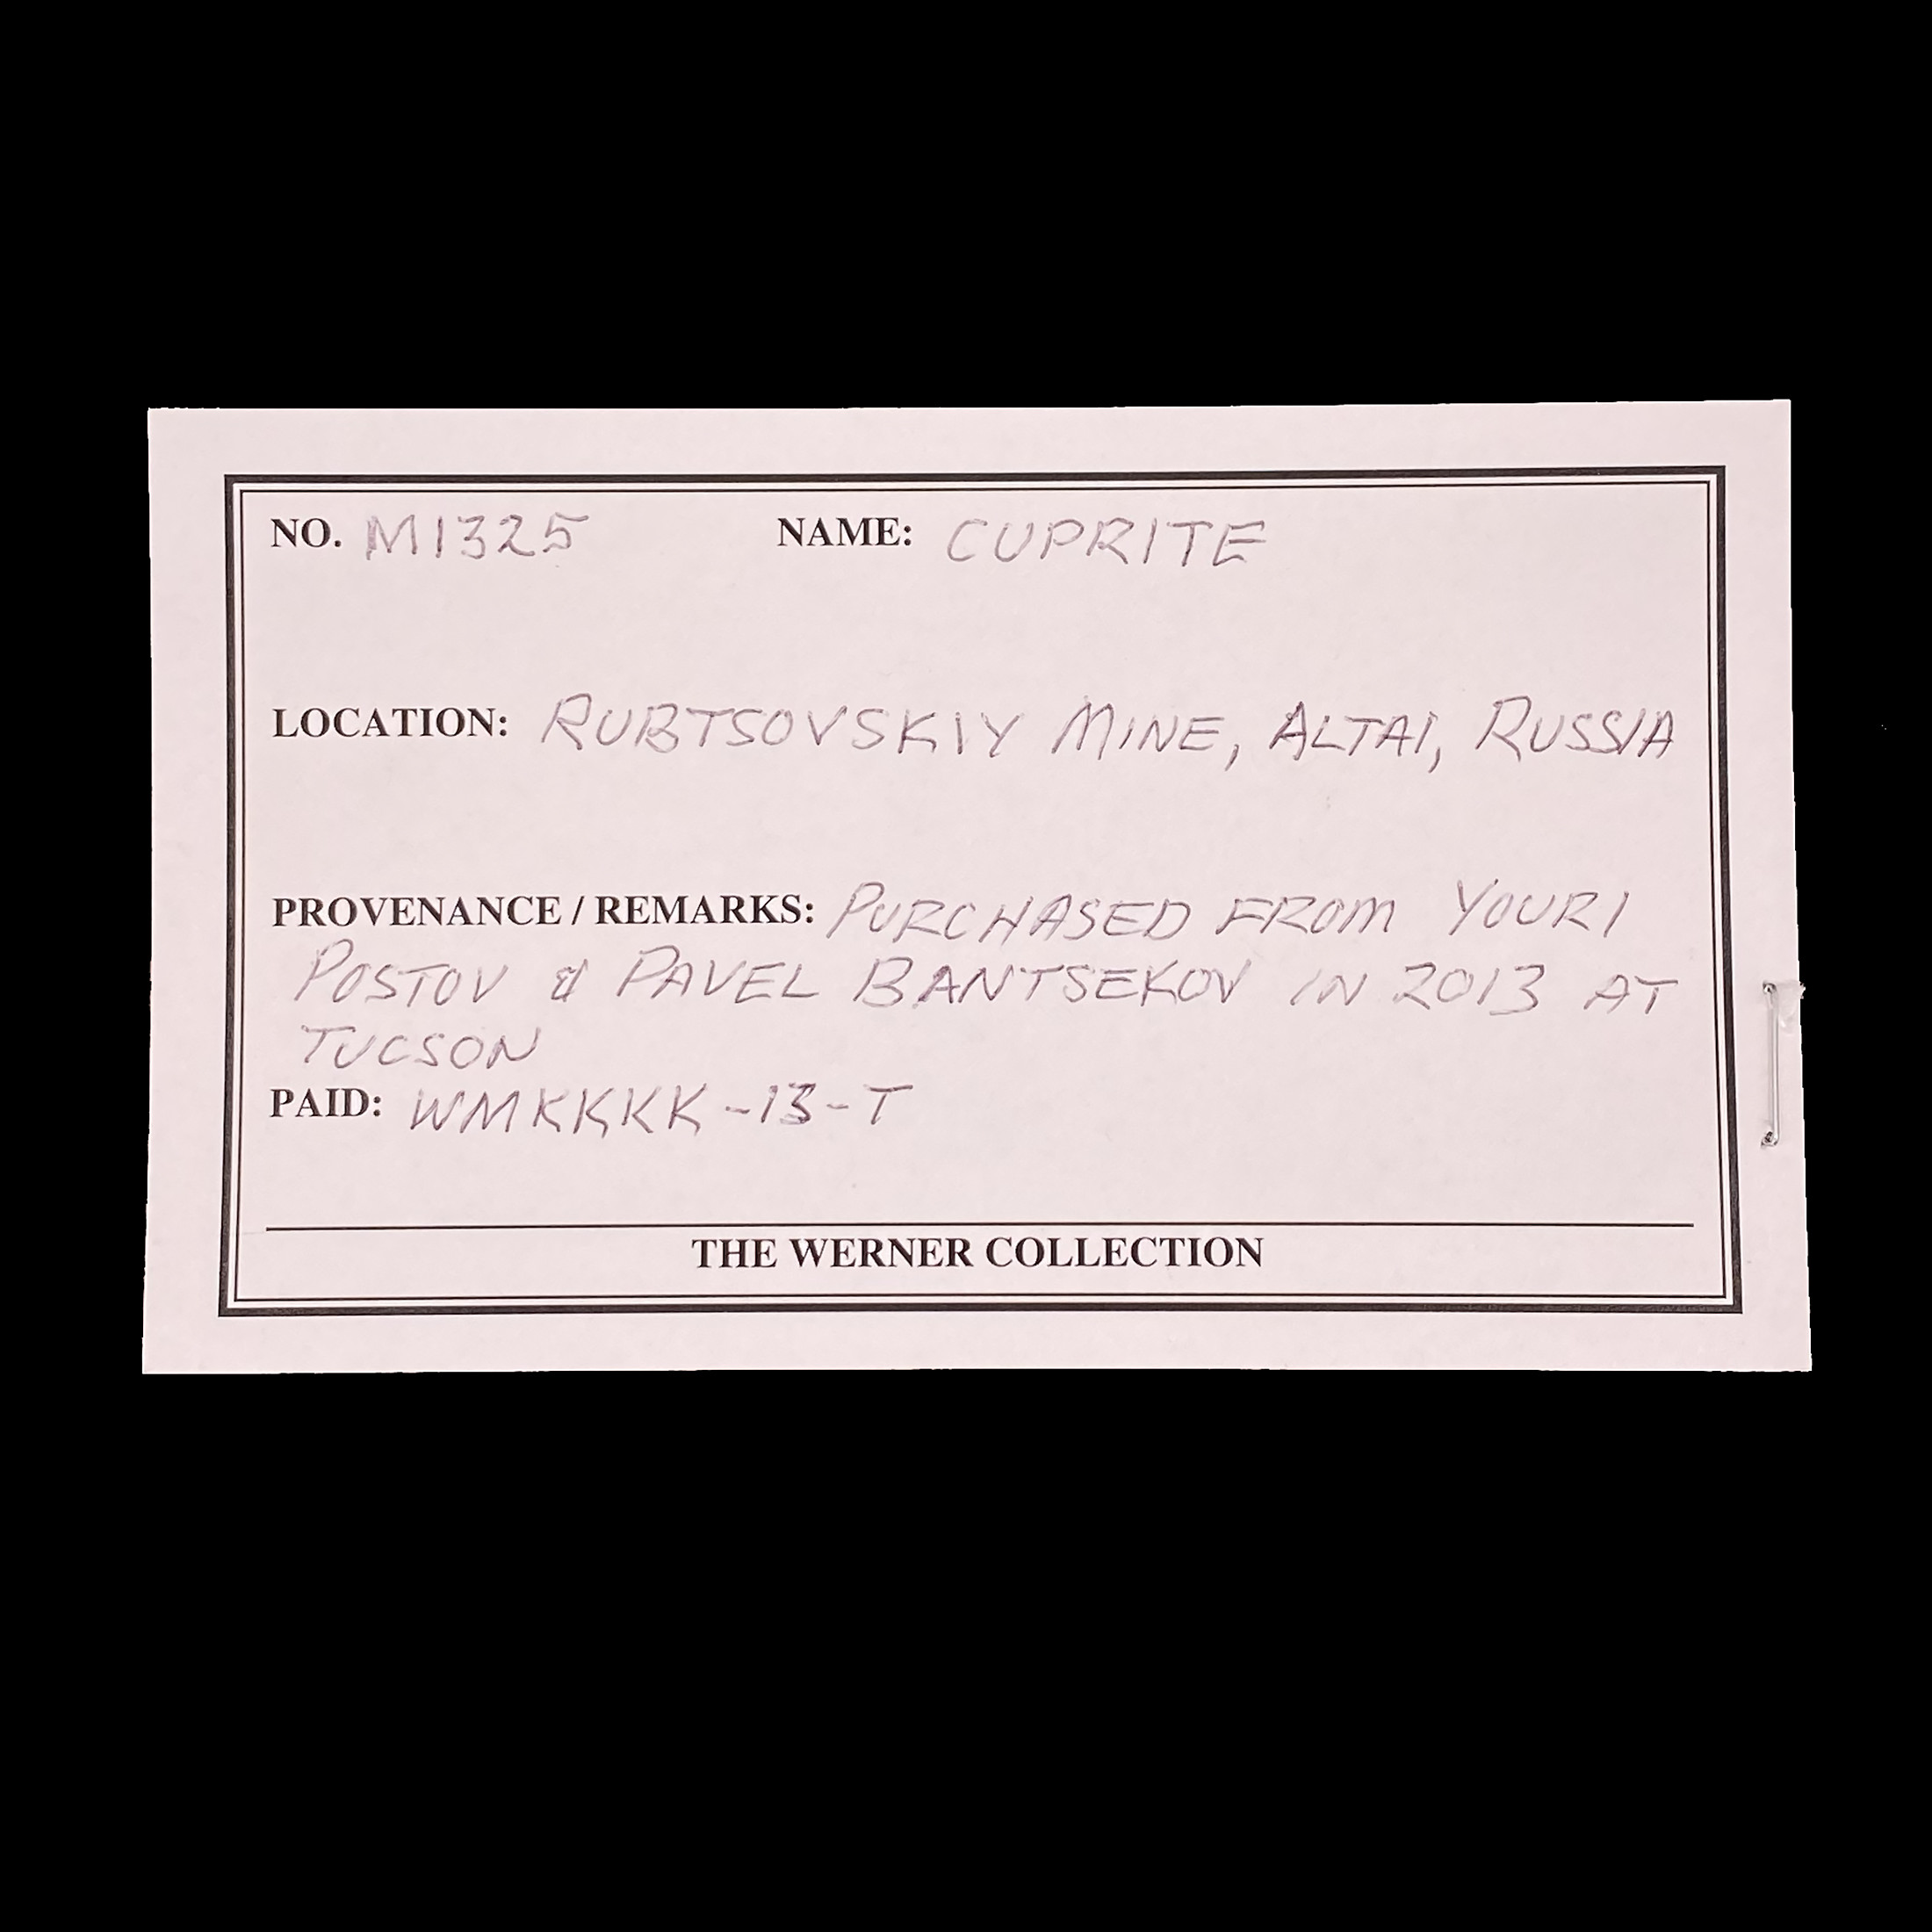 NO. M1325 NAME: CUPRITE
LOCATION: RUBTSOVSKIY MINE, ALTAI, RUSSIA
PROVENANCE / REMARKS: PURCHASED FROM YOURI
POSTOV & PAVEL BANTSEKOV IN 2013 AT
TUCSON
PAID: WMKKKK-13-T
THE WERNER COLLECTION